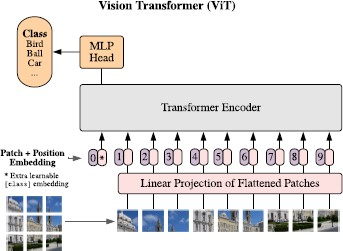 Vision Transformer (ViT)
Class
Bird
Ball
Car
...
MLP
Head
Transformer Encoder
Patch + Position
Embedding
0 * 1 2 3 4 5 6 7 8 9
* Extra learnable
[class] embedding
Linear Projection of Flattened Patches